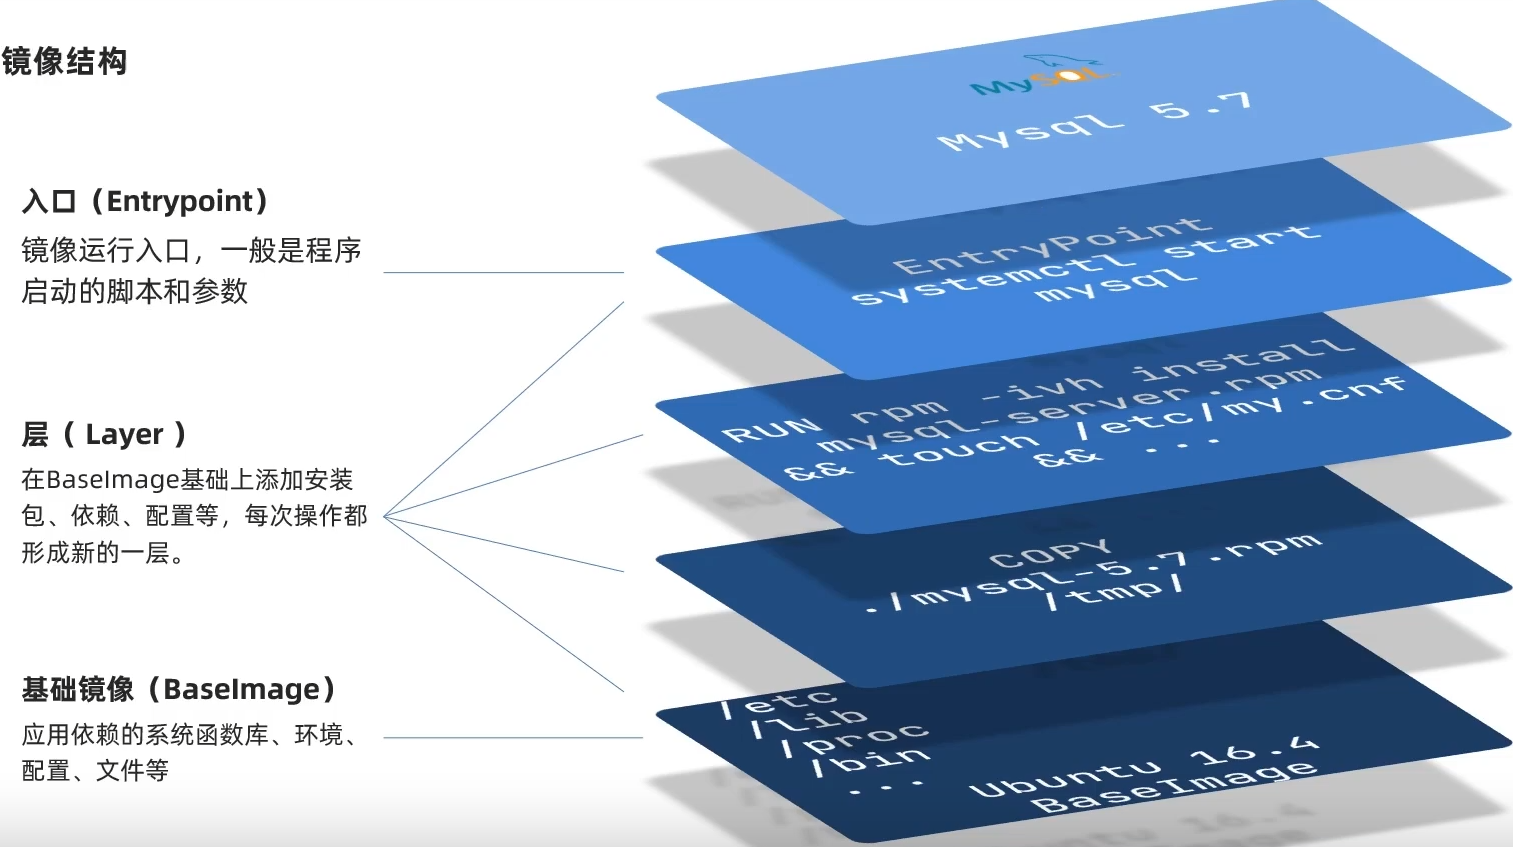 镜像结构
入口（Entrypoint）
镜像运行入口，一般是程序
启动的脚本和参数
层（ Layer ）
在BaseImage基础上添加安装
包、依赖、配置等，每次操作都
形成新的一层。
基础镜像（BaseImage）
应用依赖的系统函数库、环境、
配置、文件等
MySQL
Mysql 5.7
EntryPoint
systemctl start
mysql
RUN rpm -ivh install
mysql-server.rpm
&& touch /etc/my.cnf
&& ...
COPY
./mysql-5.7.rpm
/tmp/
/etc
/lib
/proc
/bin
...
Ubuntu 16.4
BaseImage